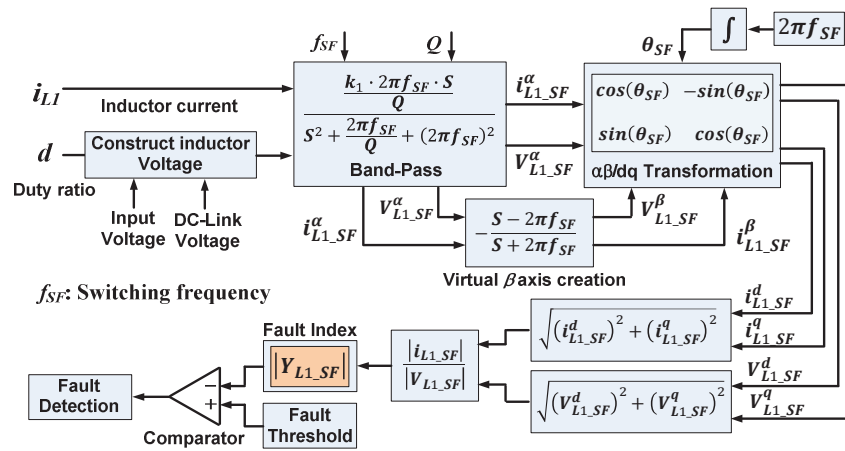 f_SF Q
θ_SF ∫ 2πf_SF
i_LI
Inductor current
d
Duty ratio
Construct inductor
Voltage
Input
Voltage
DC-Link
Voltage
k_1 · 2πf_SF · S
Q
S^2 + 2πf_SF / Q + (2πf_SF)^2
Band-Pass
i^α_L1_SF
V^α_L1_SF
cos(θ_SF) −sin(θ_SF)
sin(θ_SF) cos(θ_SF)
αβ/dq Transformation
i^α_L1_SF
V^α_L1_SF
− S − 2πf_SF
S + 2πf_SF
Virtual β axis creation
V^β_L1_SF
i^β_L1_SF
f_SF: Switching frequency
i^d_L1_SF
i^q_L1_SF
V^d_L1_SF
V^q_L1_SF
√(i^d_L1_SF)^2 + (i^q_L1_SF)^2
√(V^d_L1_SF)^2 + (V^q_L1_SF)^2
|i_L1_SF|
|V_L1_SF|
Fault Index
|Y_L1_SF|
−
+
Comparator
Fault
Threshold
Fault
Detection